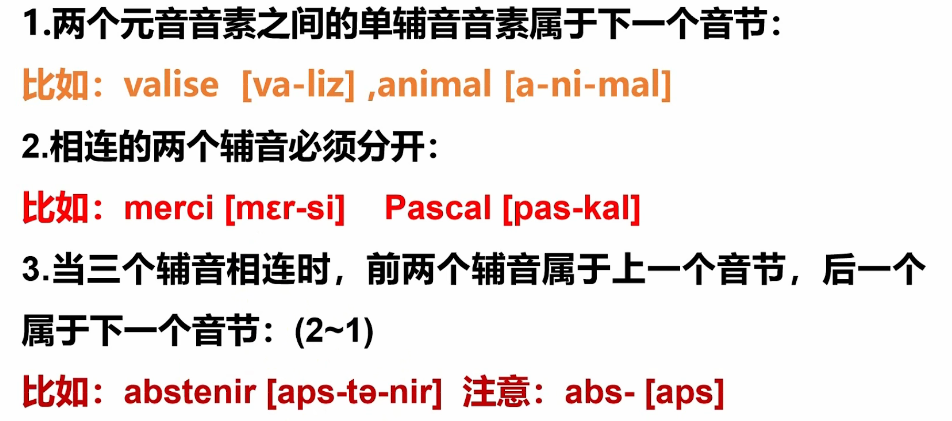 1.两个元音音素之间的单辅音音素属于下一个音节：
比如：valise [va-liz] ,animal [a-ni-mal]
2.相连的两个辅音必须分开：
比如：merci [mɛr-si] Pascal [pas-kal]
3.当三个辅音相连时，前两个辅音属于上一个音节，后一个
属于下一个音节：(2~1)
比如：abstenir [aps-tə-nir] 注意：abs- [aps]